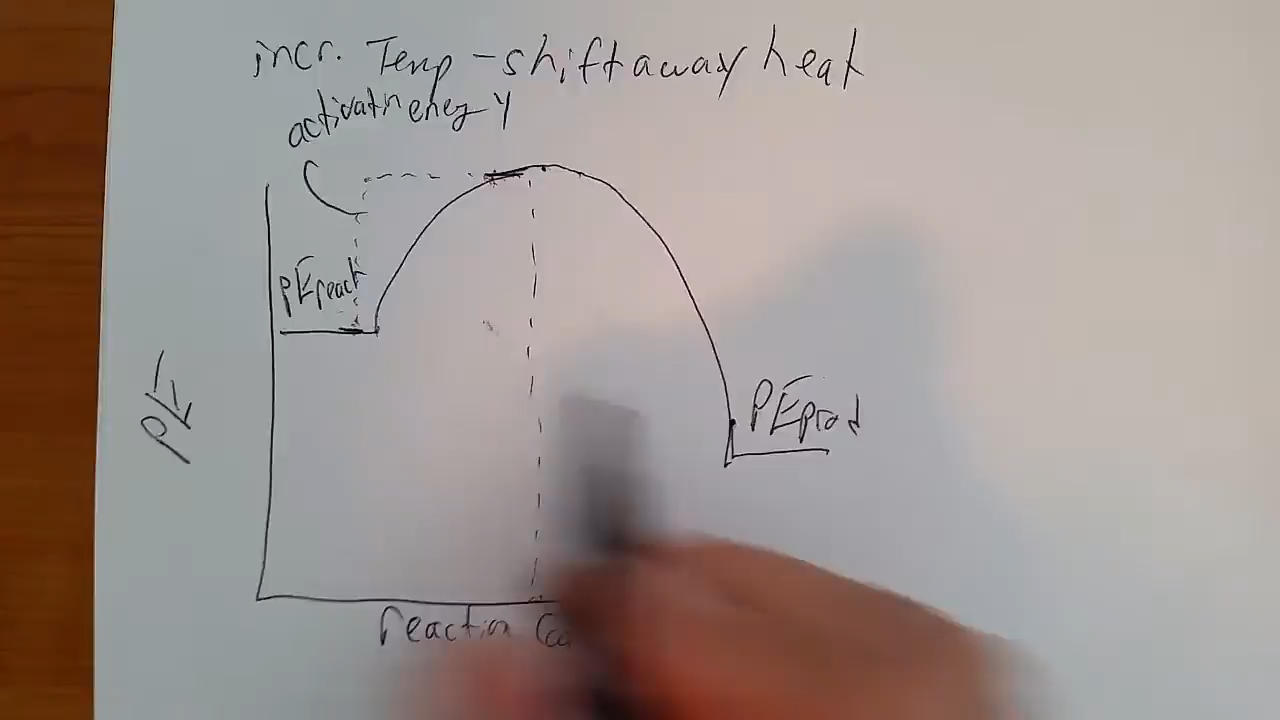 incr. Temp - shift away heat
activatn energy
PEreact
PE
PEprod
reaction